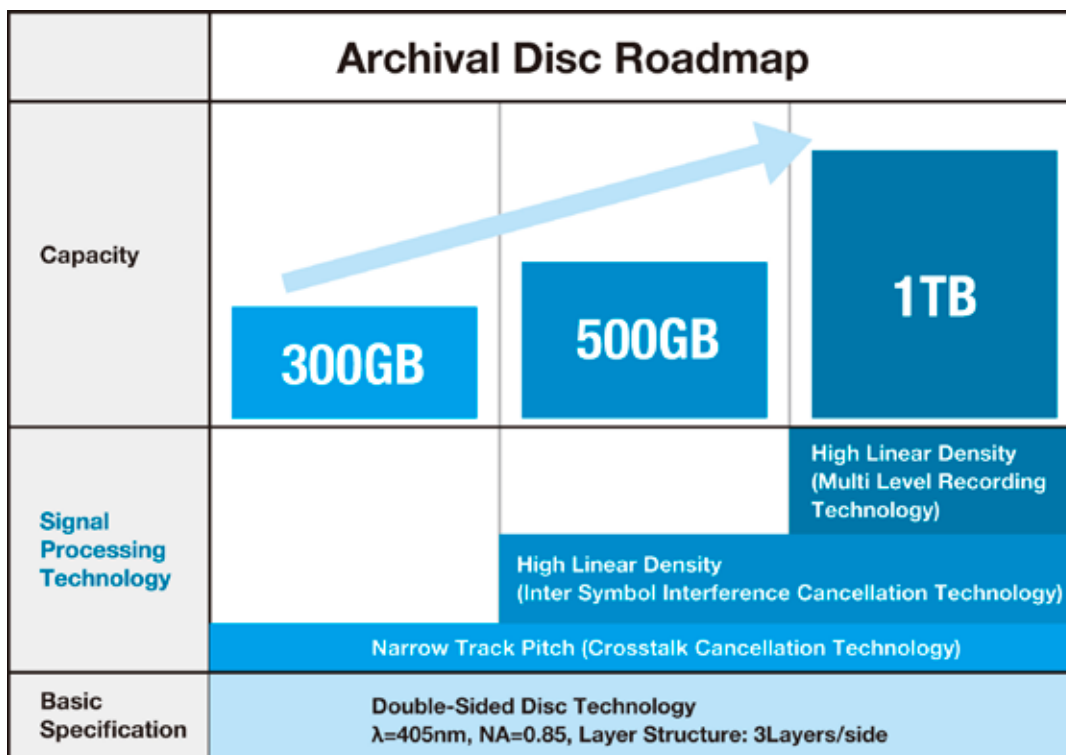 Archival Disc Roadmap
Capacity
300GB
500GB
1TB
Signal
Processing
Technology
High Linear Density
(Multi Level Recording
Technology)
High Linear Density
(Inter Symbol Interference Cancellation Technology)
Narrow Track Pitch (Crosstalk Cancellation Technology)
Basic
Specification
Double-Sided Disc Technology
λ=405nm, NA=0.85, Layer Structure: 3Layers/side